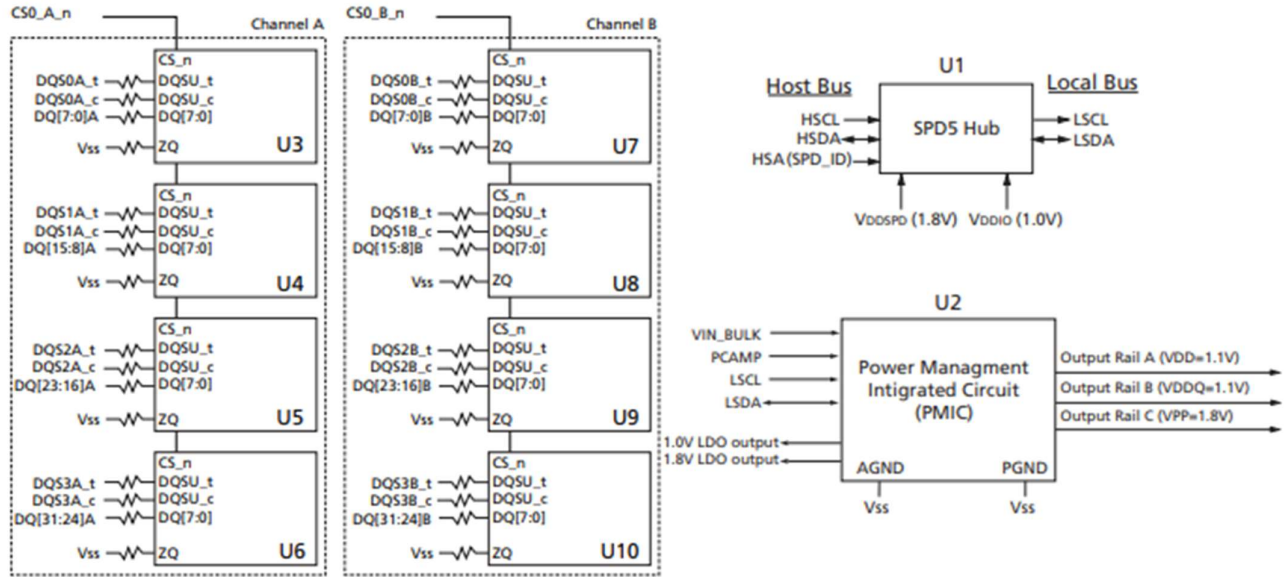 CS0_A_n
Channel A
CS_n
DQS0A_t DQSU_t
DQS0A_c DQSU_c
DQ[7:0]A DQ[7:0]
U3
Vss ZQ
CS_n
DQS1A_t DQSU_t
DQS1A_c DQSU_c
DQ[15:8]A DQ[7:0]
Vss ZQ
U4
CS_n
DQS2A_t DQSU_t
DQS2A_c DQSU_c
DQ[23:16]A DQ[7:0]
Vss ZQ
U5
CS_n
DQS3A_t DQSU_t
DQS3A_c DQSU_c
DQ[31:24]A DQ[7:0]
Vss ZQ
U6
CS0_B_n
Channel B
CS_n
DQS0B_t DQSU_t
DQS0B_c DQSU_c
DQ[7:0]B DQ[7:0]
U7
Vss ZQ
CS_n
DQS1B_t DQSU_t
DQS1B_c DQSU_c
DQ[15:8]B DQ[7:0]
Vss ZQ
U8
CS_n
DQS2B_t DQSU_t
DQS2B_c DQSU_c
DQ[23:16]B DQ[7:0]
Vss ZQ
U9
CS_n
DQS3B_t DQSU_t
DQS3B_c DQSU_c
DQ[31:24]B DQ[7:0]
Vss ZQ
U10
U1
Host Bus
Local Bus
HSCL
HSDA
HSA (SPD_ID)
SPD5 Hub
LSCL
LSDA
VDDSPD (1.8V)
VDDIO (1.0V)
U2
VIN_BULK
PCAMP
LSCL
LSDA
1.0V LDO output
1.8V LDO output
Power Managment
Intigrated Circuit
(PMIC)
AGND
PGND
Vss
Vss
Output Rail A (VDD=1.1V)
Output Rail B (VDDQ=1.1V)
Output Rail C (VPP=1.8V)